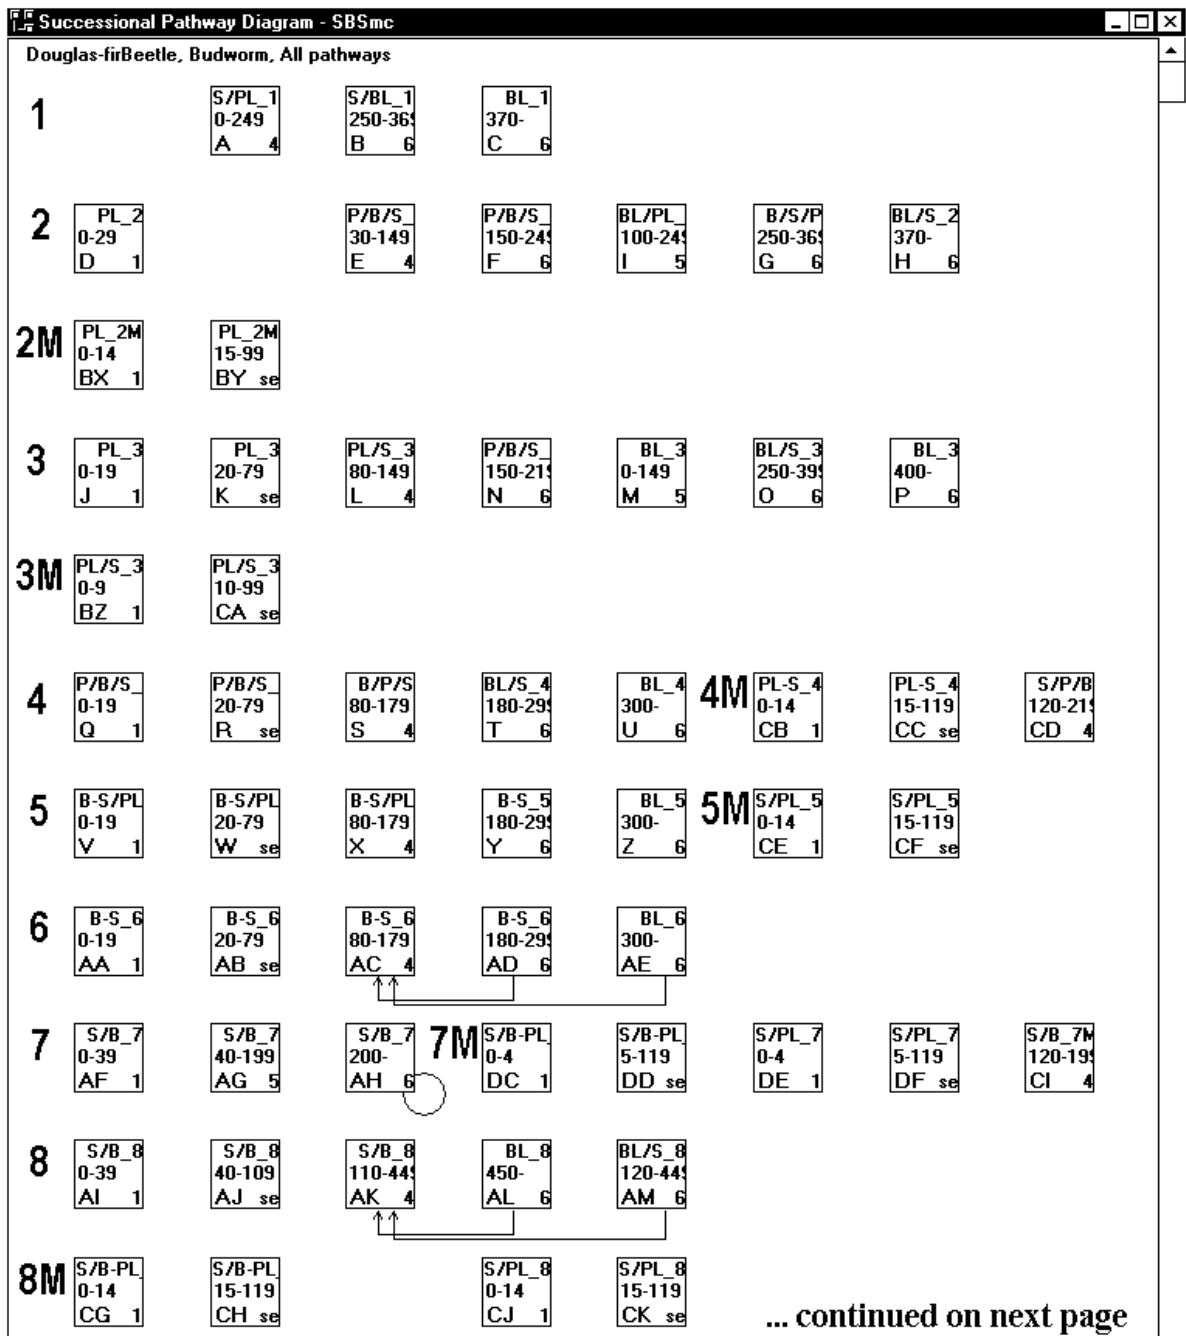 Successional Pathway Diagram - SBSmc
Douglas-firBeetle, Budworm, All pathways
1
S/PL_1 S/BL_1 BL_1
0-249 250-36 370-
A 4 B 6 C 6
2
PL_2 P/B/S_ P/B/S_ BL/PL_ B/S/P BL/S_2
0-29 30-149 150-24 100-24 250-36 370-
D 1 E 4 F 6 I 5 G 6 H 6
2M
PL_2M PL_2M
0-14 15-99
BX 1 BY se
3
PL_3 PL_3 PL/S_3 P/B/S_ BL_3 BL/S_3 BL_3
0-19 20-79 80-149 150-21 0-149 250-39 400-
J 1 K se L 4 N 6 M 5 O 6 P 6
3M
PL/S_3 PL/S_3
0-9 10-99
BZ 1 CA se
4 4M
P/B/S_ P/B/S_ B/P/S BL/S_4 BL_4 PL-S_4 PL-S_4 S/P/B
0-19 20-79 80-179 180-29 300- 0-14 15-119 120-21
Q 1 R se S 4 T 6 U 6 CB 1 CC se CD 4
5 5M
B-S/PL B-S/PL B-S/PL B-S_5 BL_5 S/PL_5 S/PL_5
0-19 20-79 80-179 180-29 300- 0-14 15-119
V 1 W se X 4 Y 6 Z 6 CE 1 CF se
6
B-S_6 B-S_6 B-S_6 B-S_6 BL_6
0-19 20-79 80-179 180-29 300-
AA 1 AB se AC 4 AD 6 AE 6
7 7M
S/B_7 S/B_7 S/B_7 S/B-PL S/B-PL S/PL_7 S/PL_7 S/B_7M
0-39 40-199 200- 0-4 5-119 0-4 5-119 120-19
AF 1 AG 5 AH 6 DC 1 DD se DE 1 DF se CI 4
8
S/B_8 S/B_8 S/B_8 BL_8 BL/S_8
0-39 40-109 110-44 450- 120-44
AI 1 AJ se AK 4 AL 6 AM 6
8M
S/B-PL S/B-PL S/PL_8 S/PL_8
0-14 15-119 0-14 15-119
CG 1 CH se CJ 1 CK se
... continued on next page